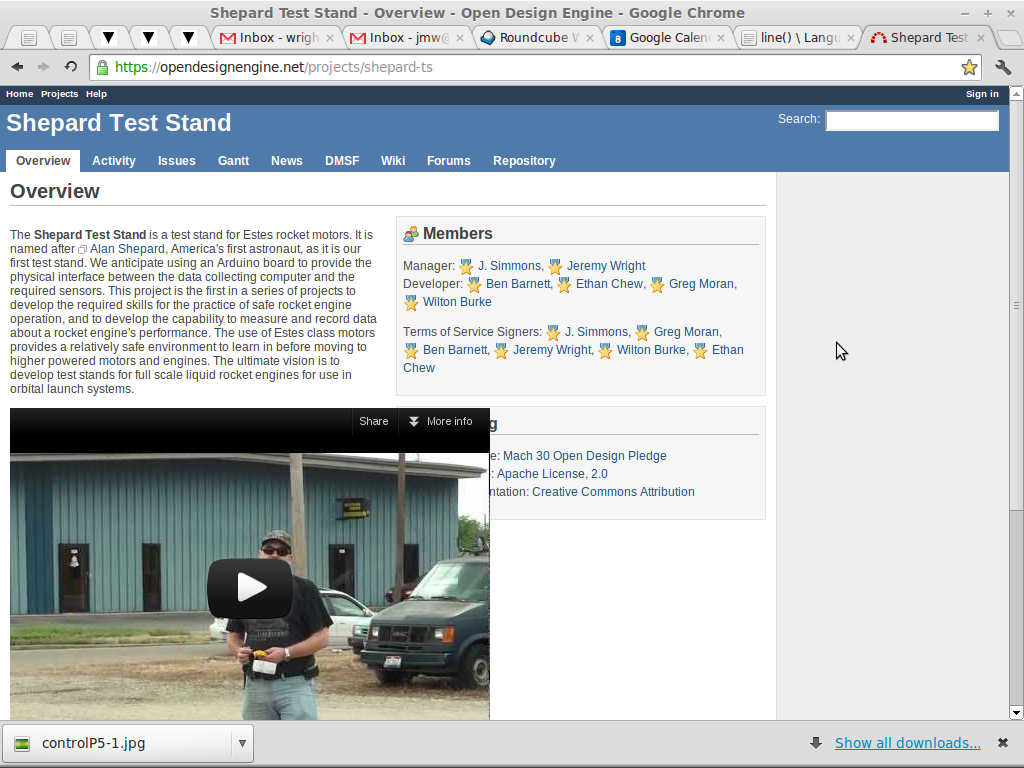 Shepard Test Stand - Overview - Open Design Engine - Google Chrome
Inbox - wrigh
Inbox - jmw@
Roundcube W
Google Calen
line() \ Langu
Shepard Test
https://opendesignengine.net/projects/shepard-ts
Home Projects Help
Sign in
Shepard Test Stand
Search:
Overview Activity Issues Gantt News DMSF Wiki Forums Repository
Overview
The Shepard Test Stand is a test stand for Estes rocket motors. It is
named after Alan Shepard, America's first astronaut, as it is our
first test stand. We anticipate using an Arduino board to provide the
physical interface between the data collecting computer and the
required sensors. This project is the first in a series of projects to
develop the required skills for the practice of safe rocket engine
operation, and to develop the capability to measure and record data
about a rocket engine's performance. The use of Estes class motors
provides a relatively safe environment to learn in before moving to
higher powered motors and engines. The ultimate vision is to
develop test stands for full scale liquid rocket engines for use in
orbital launch systems.
Members
Manager: J. Simmons, Jeremy Wright
Developer: Ben Barnett, Ethan Chew, Greg Moran,
Wilton Burke
Terms of Service Signers: J. Simmons, Greg Moran,
Ben Barnett, Jeremy Wright, Wilton Burke, Ethan
Chew
Share More info
g
e: Mach 30 Open Design Pledge
: Apache License, 2.0
ntation: Creative Commons Attribution
controlP5-1.jpg
Show all downloads...